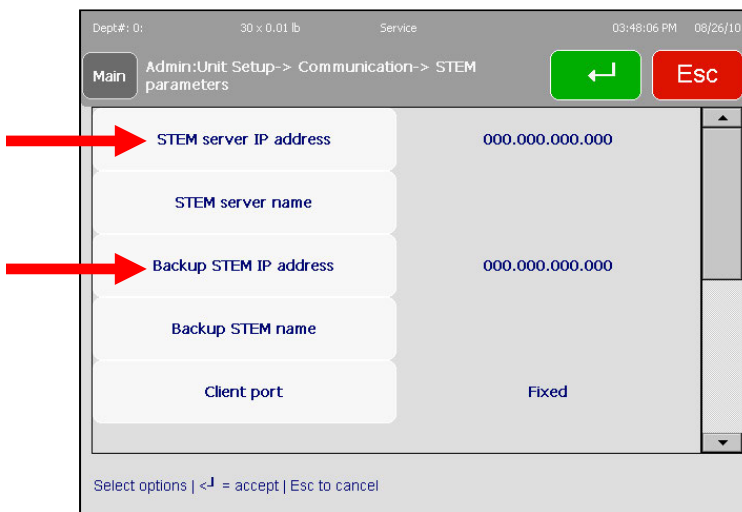 Dept#: 0: 30 x 0.01 lb Service 03:48:06 PM 08/26/10
Main
Admin:Unit Setup-> Communication-> STEM
parameters
Esc
STEM server IP address 000.000.000.000
STEM server name
Backup STEM IP address 000.000.000.000
Backup STEM name
Client port Fixed
Select options | <┘ = accept | Esc to cancel